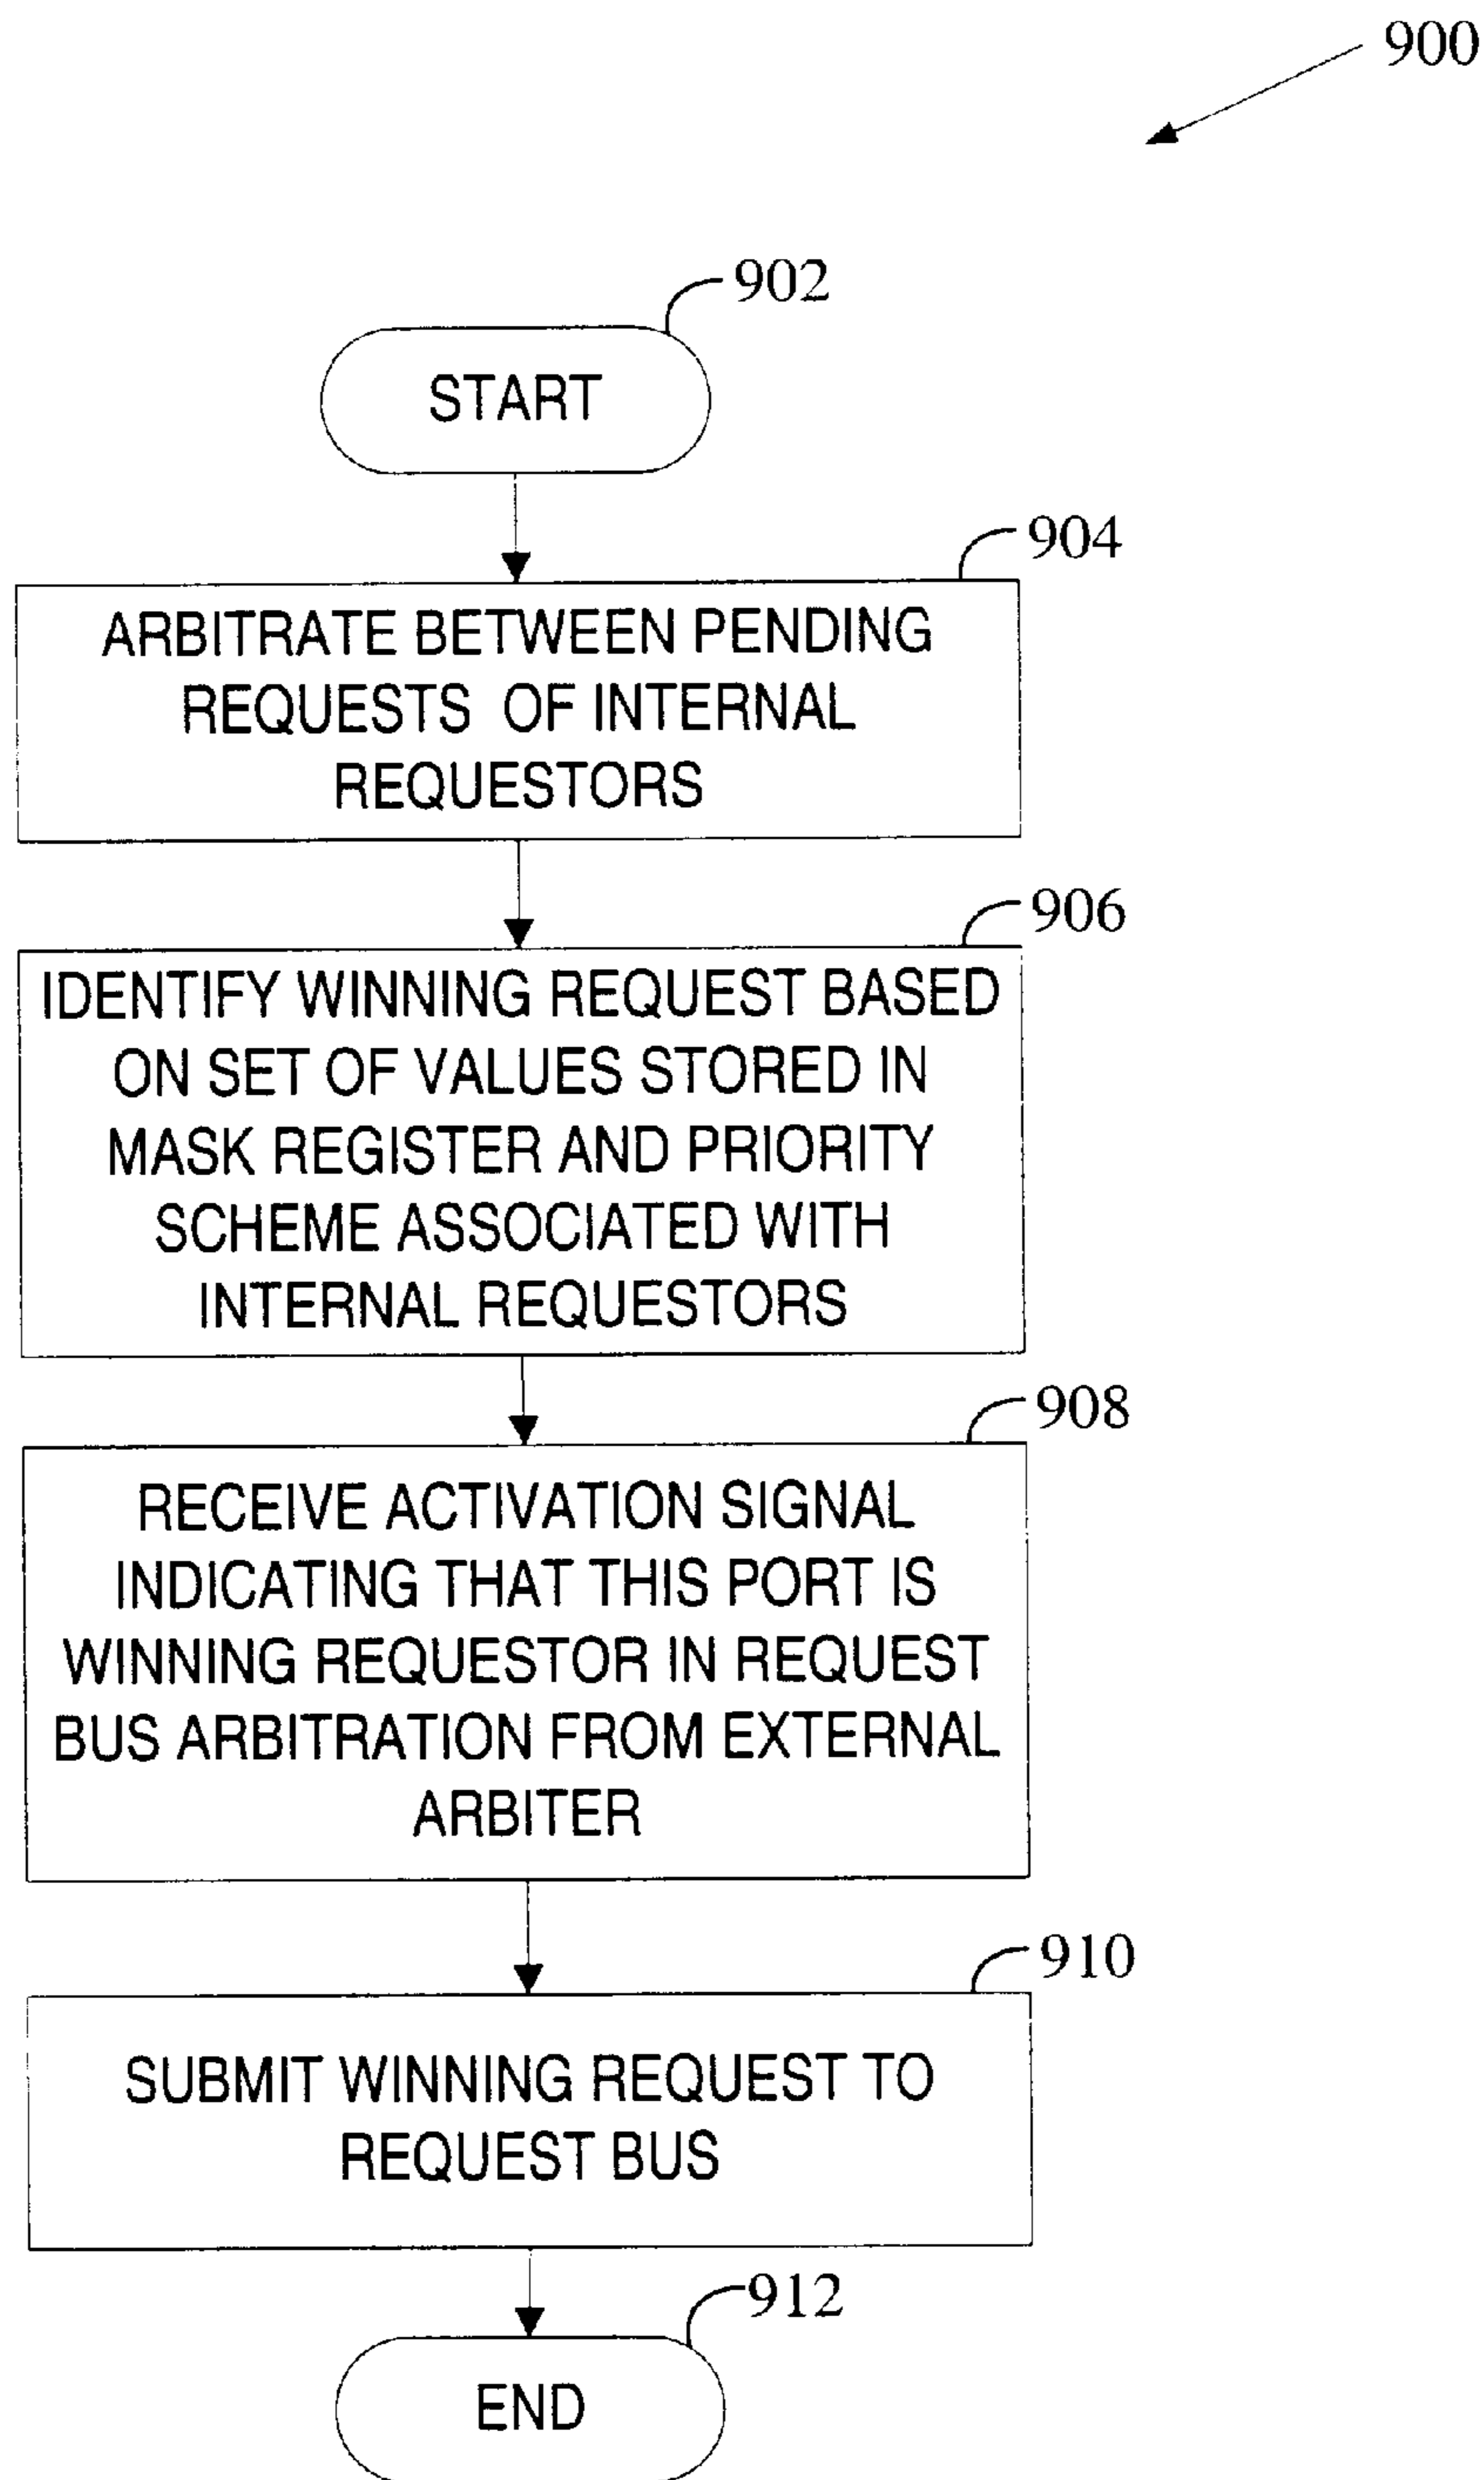 900
902
START
904
ARBITRATE BETWEEN PENDING
REQUESTS OF INTERNAL
REQUESTORS
906
IDENTIFY WINNING REQUEST BASED
ON SET OF VALUES STORED IN
MASK REGISTER AND PRIORITY
SCHEME ASSOCIATED WITH
INTERNAL REQUESTORS
908
RECEIVE ACTIVATION SIGNAL
INDICATING THAT THIS PORT IS
WINNING REQUESTOR IN REQUEST
BUS ARBITRATION FROM EXTERNAL
ARBITER
910
SUBMIT WINNING REQUEST TO
REQUEST BUS
912
END